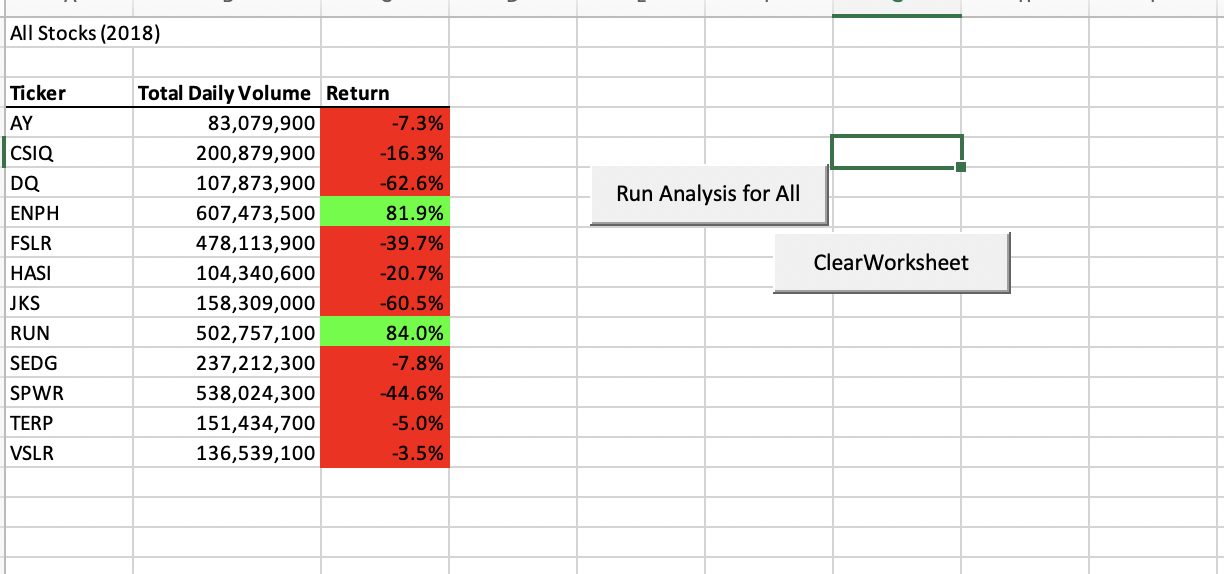 All Stocks (2018)
Ticker Total Daily Volume Return
AY 83,079,900 -7.3%
CSIQ 200,879,900 -16.3%
DQ 107,873,900 -62.6%
ENPH 607,473,500 81.9%
FSLR 478,113,900 -39.7%
HASI 104,340,600 -20.7%
JKS 158,309,000 -60.5%
RUN 502,757,100 84.0%
SEDG 237,212,300 -7.8%
SPWR 538,024,300 -44.6%
TERP 151,434,700 -5.0%
VSLR 136,539,100 -3.5%
Run Analysis for All
ClearWorksheet